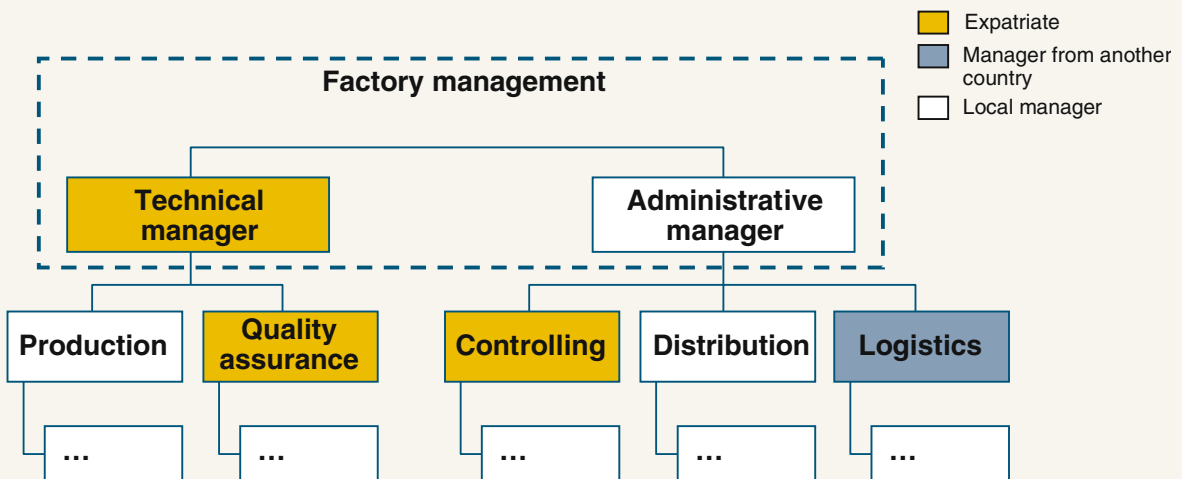 Expatriate
Manager from another
country
Local manager
Factory management
Technical
manager
Administrative
manager
Production
Quality
assurance
Controlling
Distribution
Logistics
...
...
...
...
...